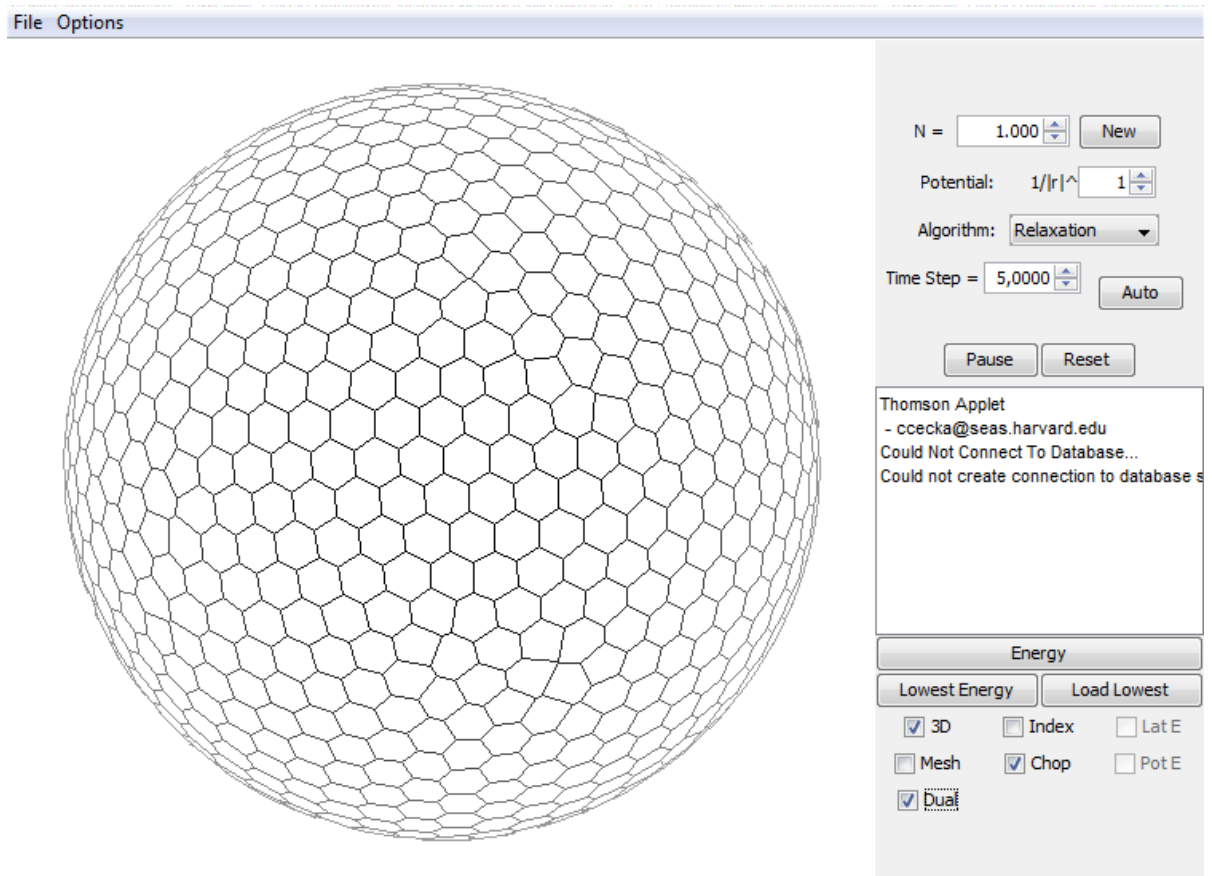 File Options
N = 1.000 New
Potential: 1/|r|^ 1
Algorithm: Relaxation
Time Step = 5,0000 Auto
Pause Reset
Thomson Applet
- ccecka@seas.harvard.edu
Could Not Connect To Database...
Could not create connection to database s
Energy
Lowest Energy Load Lowest
3D Index Lat E
Mesh Chop Pot E
Dual